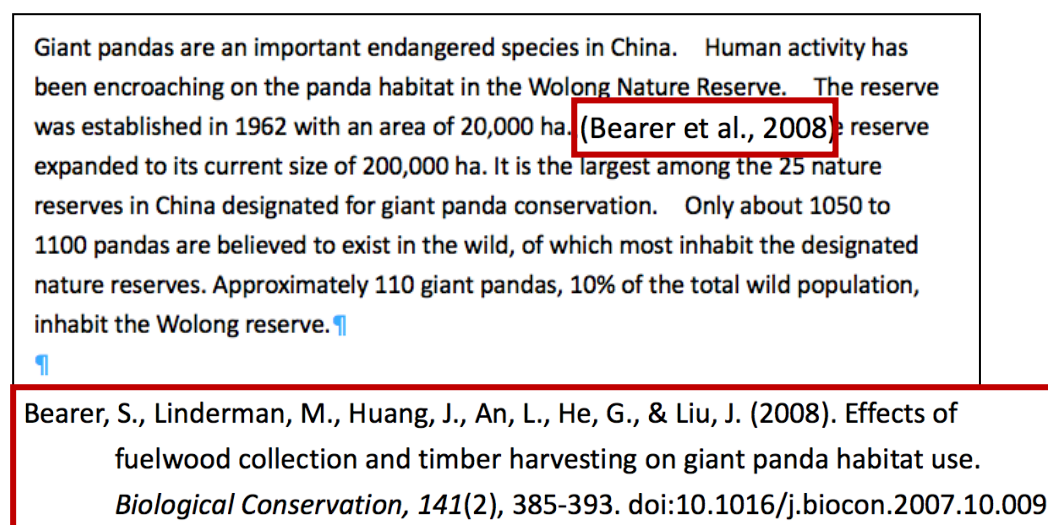 Giant pandas are an important endangered species in China. Human activity has
been encroaching on the panda habitat in the Wolong Nature Reserve. The reserve
was established in 1962 with an area of 20,000 ha. (Bearer et al., 2008) reserve
expanded to its current size of 200,000 ha. It is the largest among the 25 nature
reserves in China designated for giant panda conservation. Only about 1050 to
1100 pandas are believed to exist in the wild, of which most inhabit the designated
nature reserves. Approximately 110 giant pandas, 10% of the total wild population,
inhabit the Wolong reserve.¶
¶
Bearer, S., Linderman, M., Huang, J., An, L., He, G., & Liu, J. (2008). Effects of
fuelwood collection and timber harvesting on giant panda habitat use.
Biological Conservation, 141(2), 385-393. doi:10.1016/j.biocon.2007.10.009